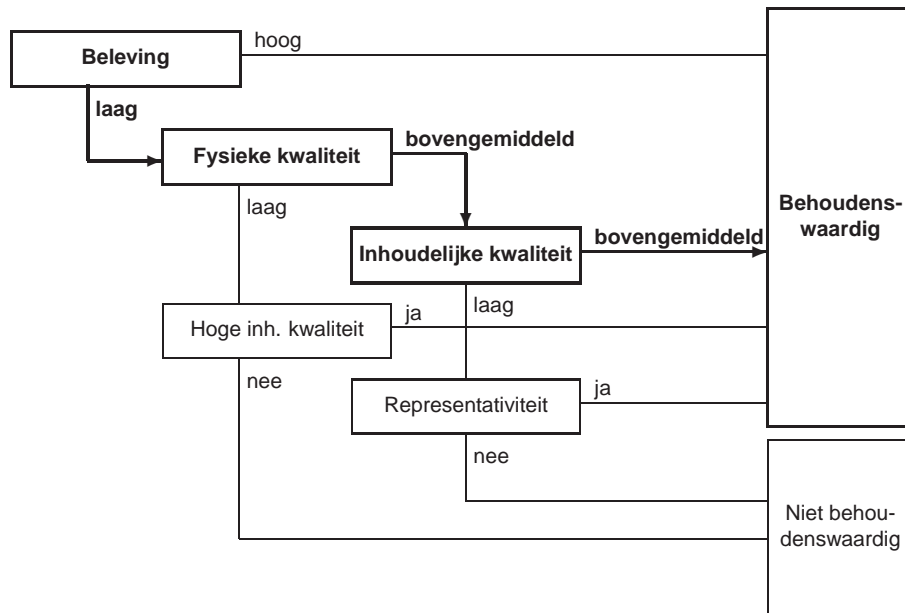 hoog
Beleving
laag
bovengemiddeld
Fysieke kwaliteit
laag
Behoudens-
waardig
bovengemiddeld
Inhoudelijke kwaliteit
laag
ja
Hoge inh. kwaliteit
nee
ja
Representativiteit
nee
Niet behou-
denswaardig